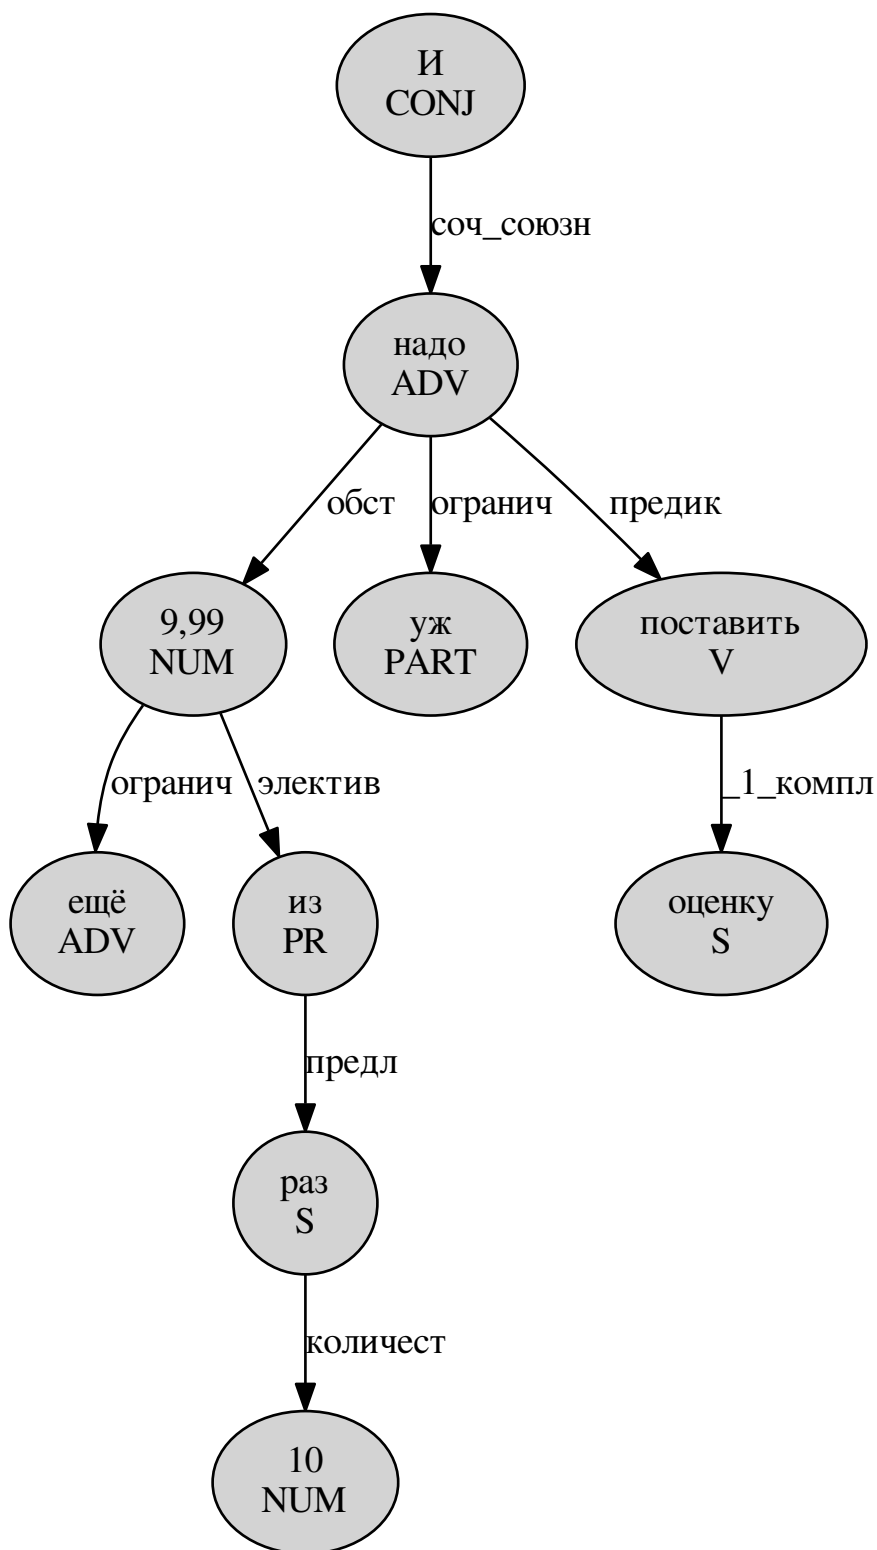 И
CONJ
соч_союзн
надо
ADV
обст
огранич
предик
9,99
NUM
уж
PART
поставить
V
огранич
электив
_1_компл
ещё
ADV
из
PR
оценку
S
предл
раз
S
количест
10
NUM